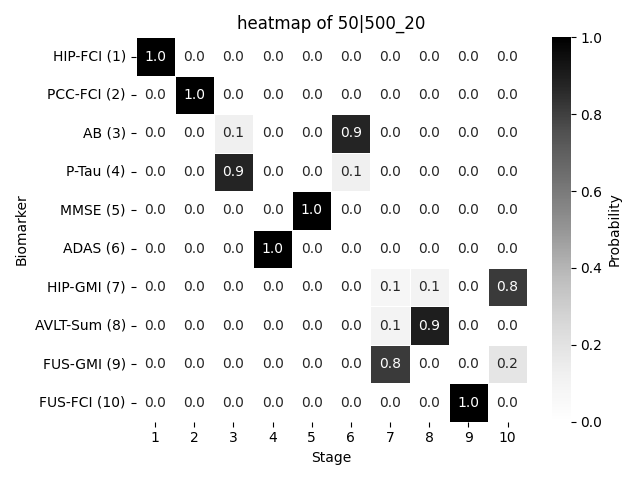 heatmap of 50|500_20
HIP-FCI (1) 1.0 0.0 0.0 0.0 0.0 0.0 0.0 0.0 0.0 0.0
PCC-FCI (2) 0.0 1.0 0.0 0.0 0.0 0.0 0.0 0.0 0.0 0.0
AB (3) 0.0 0.0 0.1 0.0 0.0 0.9 0.0 0.0 0.0 0.0
P-Tau (4) 0.0 0.0 0.9 0.0 0.0 0.1 0.0 0.0 0.0 0.0
MMSE (5) 0.0 0.0 0.0 0.0 1.0 0.0 0.0 0.0 0.0 0.0
ADAS (6) 0.0 0.0 0.0 1.0 0.0 0.0 0.0 0.0 0.0 0.0
HIP-GMI (7) 0.0 0.0 0.0 0.0 0.0 0.0 0.1 0.1 0.0 0.8
AVLT-Sum (8) 0.0 0.0 0.0 0.0 0.0 0.0 0.1 0.9 0.0 0.0
FUS-GMI (9) 0.0 0.0 0.0 0.0 0.0 0.0 0.8 0.0 0.0 0.2
FUS-FCI (10) 0.0 0.0 0.0 0.0 0.0 0.0 0.0 0.0 1.0 0.0
1 2 3 4 5 6 7 8 9 10
Stage
Biomarker
1.0
0.8
0.6
0.4
0.2
0.0
Probability